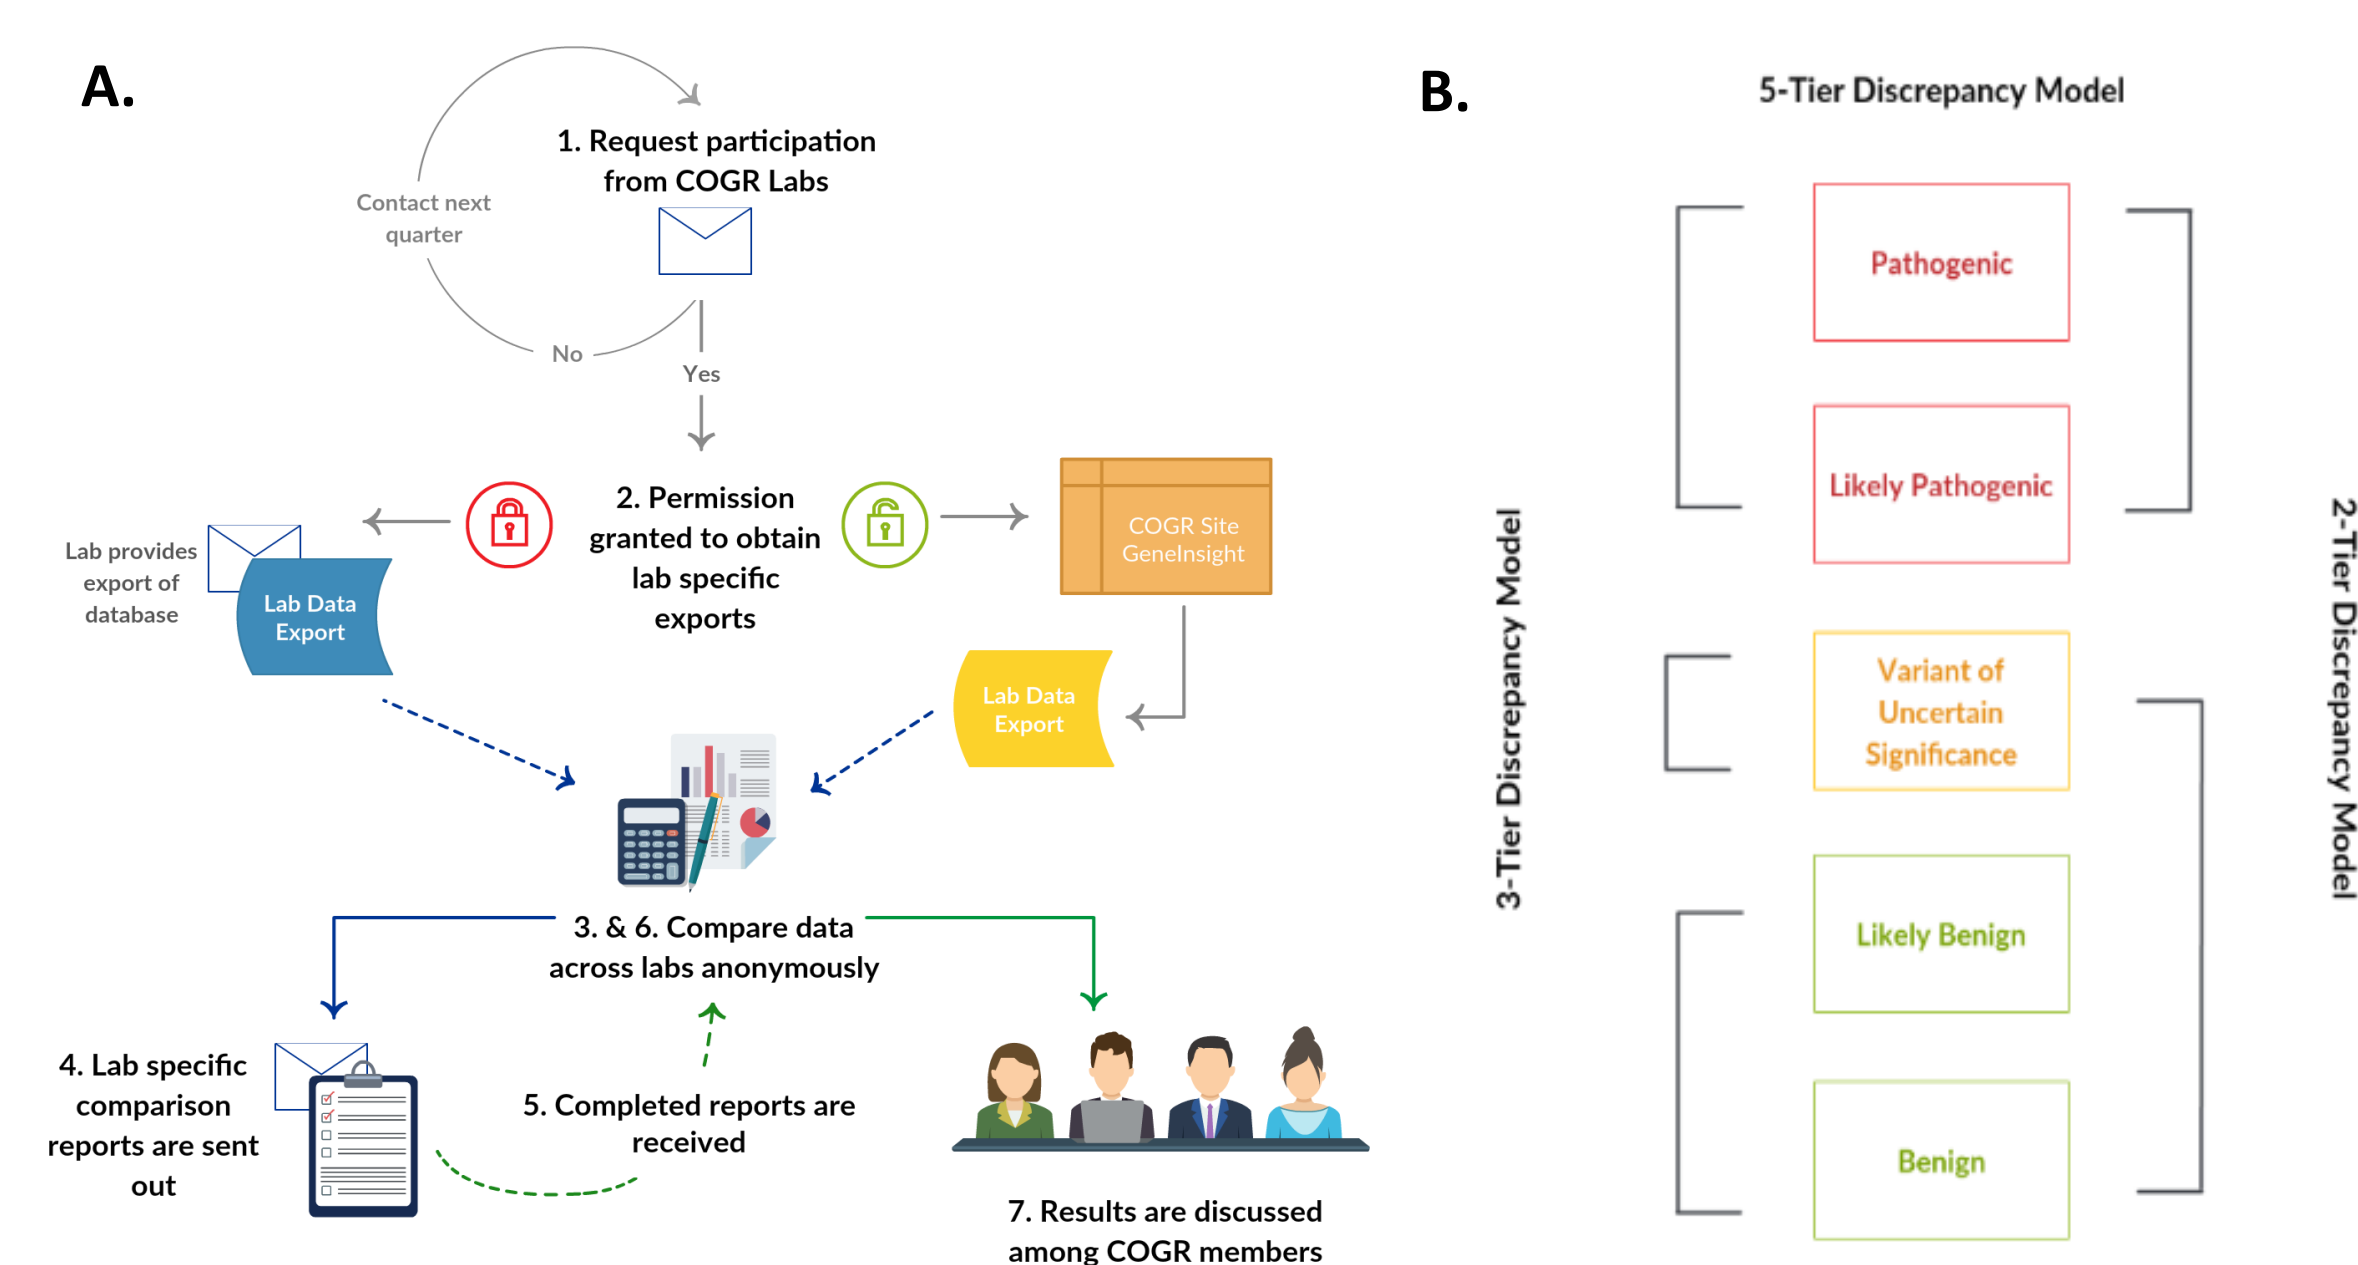 A.
1. Request participation
from COGR Labs
Contact next
quarter
No
Yes
2. Permission
granted to obtain
lab specific
exports
Lab provides
export of
database
Lab Data
Export
COGR Site
GeneInsight
Lab Data
Export
3. & 6. Compare data
across labs anonymously
4. Lab specific
comparison
reports are sent
out
5. Completed reports are
received
7. Results are discussed
among COGR members
B.
5-Tier Discrepancy Model
3-Tier Discrepancy Model
Pathogenic
Likely Pathogenic
Variant of
Uncertain
Significance
Likely Benign
Benign
2-Tier Discrepancy Model